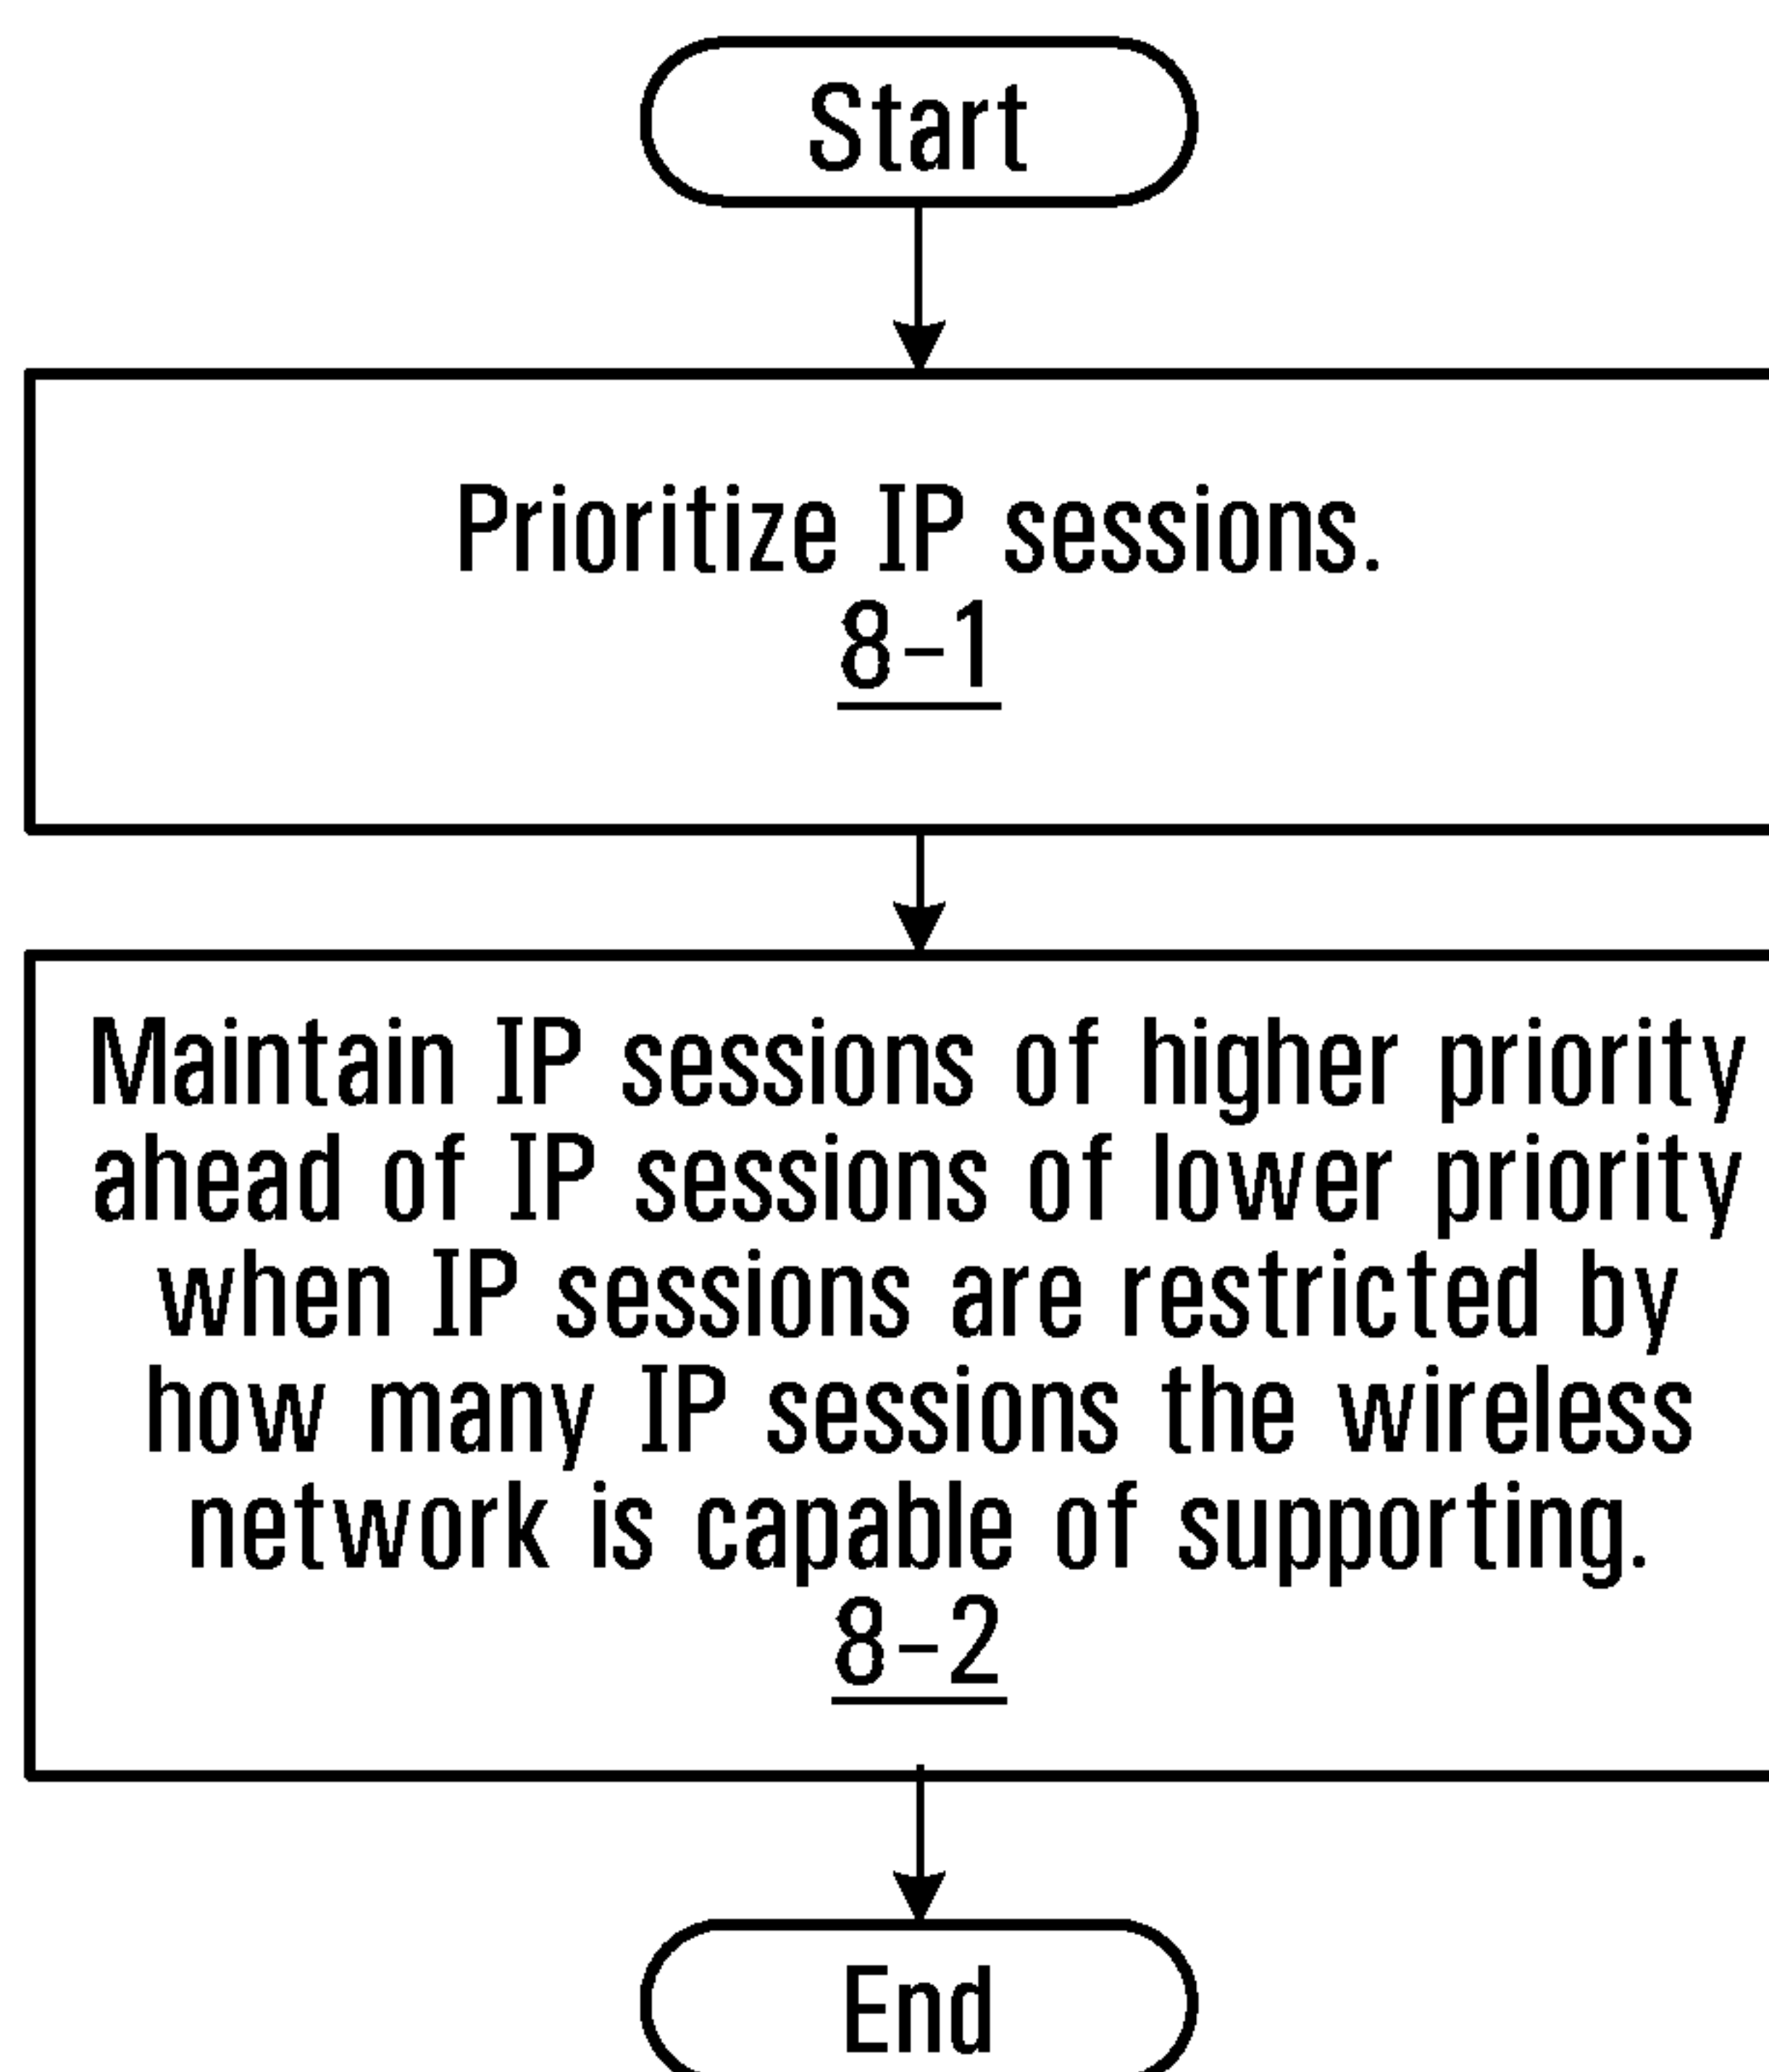 Start
Prioritize IP sessions.
8-1
Maintain IP sessions of higher priority
ahead of IP sessions of lower priority
when IP sessions are restricted by
how many IP sessions the wireless
network is capable of supporting.
8-2
End